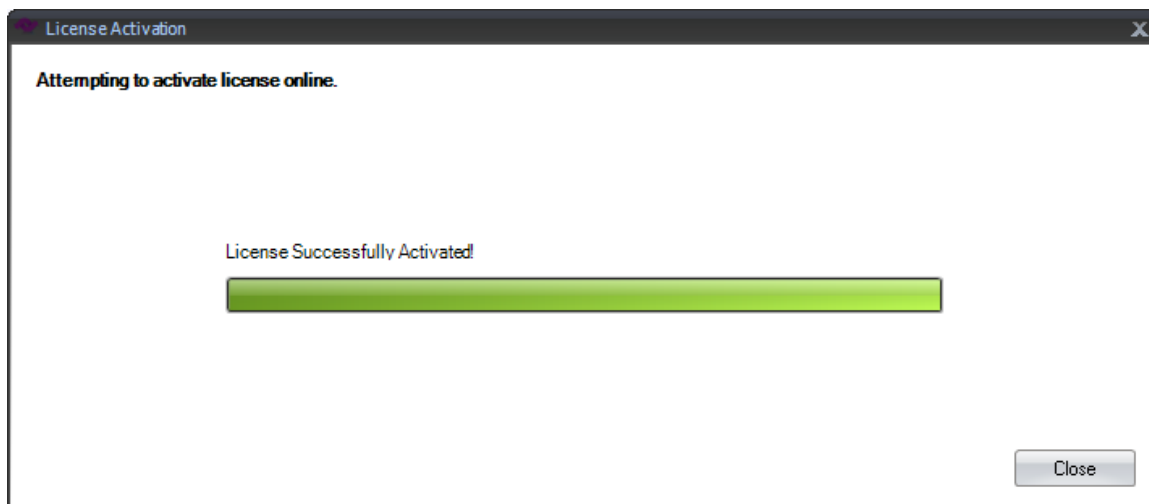 License Activation
Attempting to activate license online.
License Successfully Activated!
Close